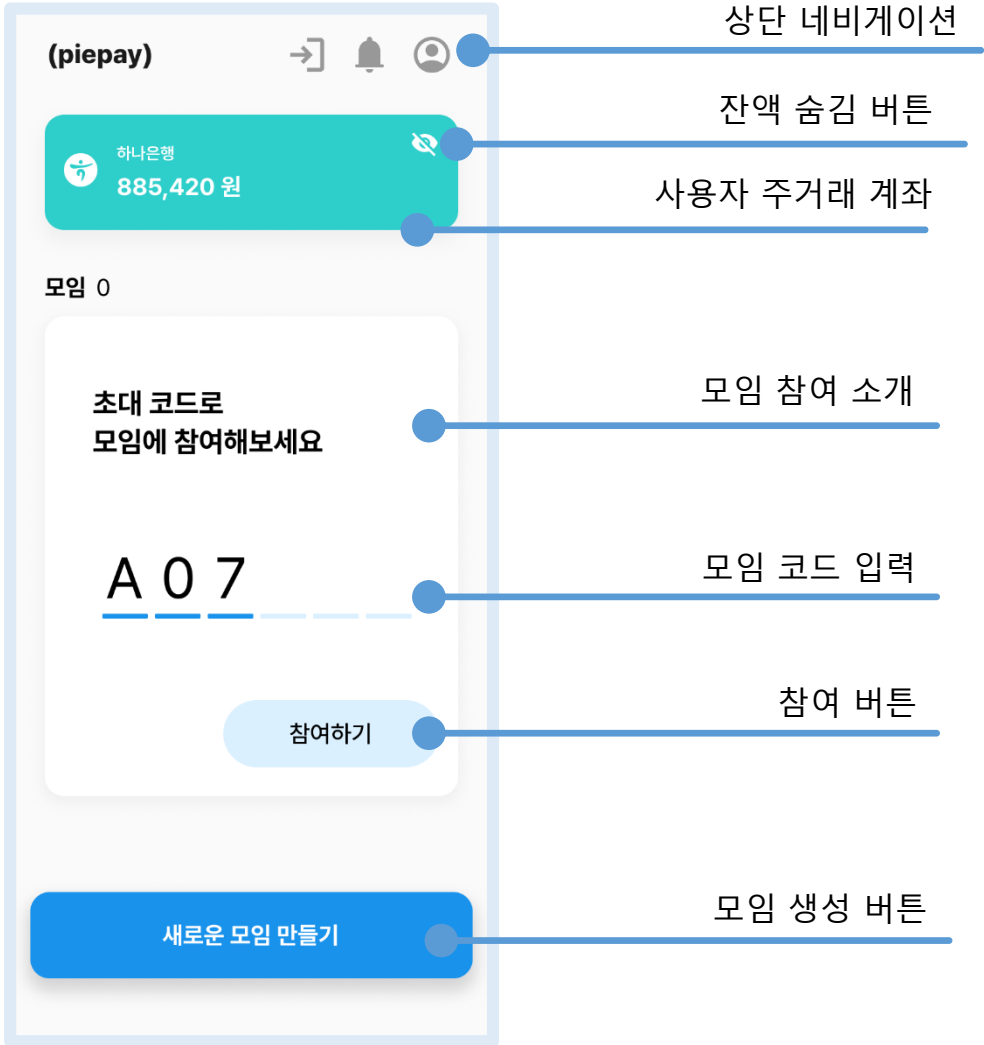 상단 네비게이션
(piepay)
잔액 숨김 버튼
하나은행
885,420 원
사용자 주거래 계좌
모임 0
모임 참여 소개
초대 코드로
모임에 참여해보세요
모임 코드 입력
A 0 7
참여 버튼
참여하기
모임 생성 버튼
새로운 모임 만들기